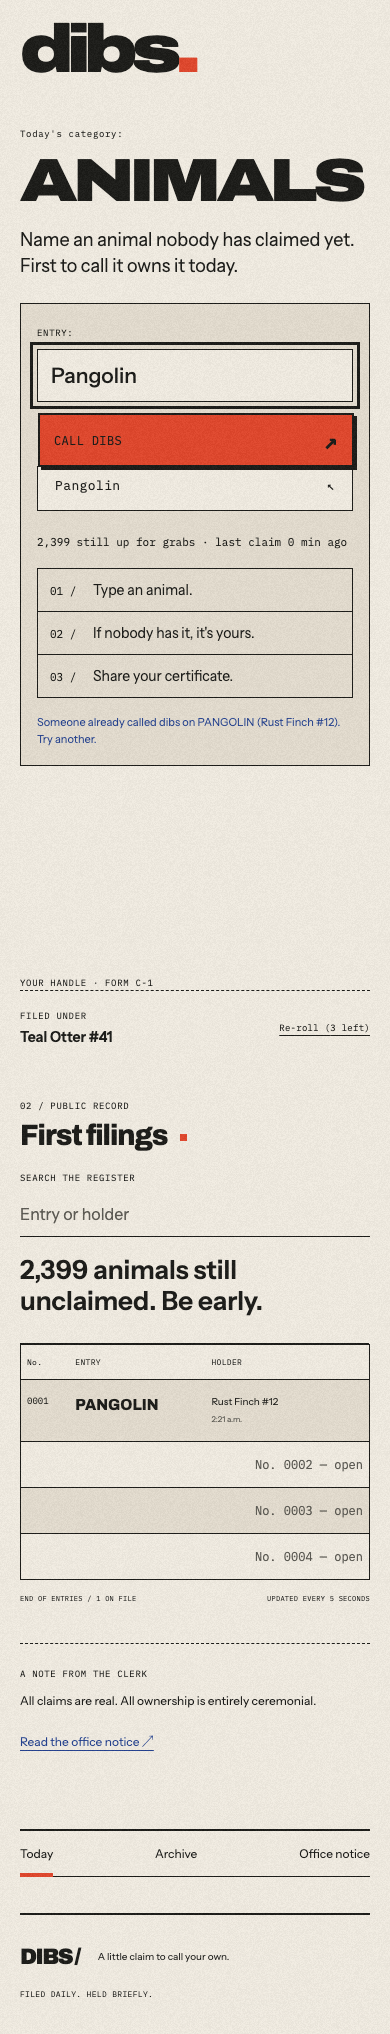 dibs.
Today's category:
ANIMALS
Name an animal nobody has claimed yet.
First to call it owns it today.
ENTRY:
Pangolin
CALL DIBS ↗
Pangolin ↖
2,399 still up for grabs · last claim 0 min ago
01 / Type an animal.
02 / If nobody has it, it's yours.
03 / Share your certificate.
Someone already called dibs on PANGOLIN (Rust Finch #12).
Try another.
YOUR HANDLE · FORM C-1
FILED UNDER
Teal Otter #41
Re-roll (3 left)
02 / PUBLIC RECORD
First filings
SEARCH THE REGISTER
Entry or holder
2,399 animals still
unclaimed. Be early.
No. ENTRY HOLDER
0001 PANGOLIN Rust Finch #12
2:21 a.m.
No. 0002 — open
No. 0003 — open
No. 0004 — open
END OF ENTRIES / 1 ON FILE UPDATED EVERY 5 SECONDS
A NOTE FROM THE CLERK
All claims are real. All ownership is entirely ceremonial.
Read the office notice ↗
Today Archive Office notice
DIBS/ A little claim to call your own.
FILED DAILY. HELD BRIEFLY.